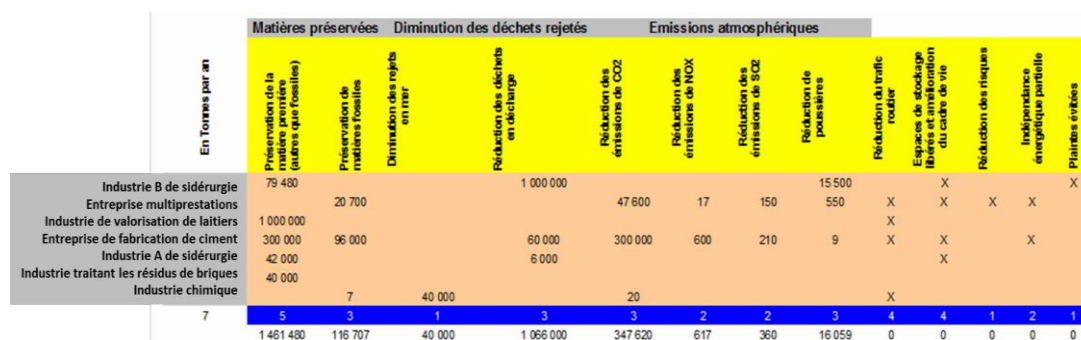 Matières préservées Diminution des déchets rejetés Emissions atmosphériques
En Tonnes par an
Préservation de la
matière première
(autres que fossiles)
Préservation de
matières fossiles
Diminution des rejets
en mer
Réduction des déchets
en décharge
Réduction des
émissions de CO2
Réduction des
émissions de NOX
Réduction des
émissions de SO2
Réduction de
poussières
Réduction du trafic
routier
Espaces de stockage
libérés et amélioration
du cadre de vie
Réduction des risques
Indépendance
énergétique partielle
Plaintes évitées
Industrie B de sidérurgie 79 480 1 000 000 15 500 X X
Entreprise multiprestations 20 700 47 600 17 150 550 X X X X
Industrie de valorisation de laitiers 1 000 000 X
Entreprise de fabrication de ciment 300 000 96 000 60 000 300 000 600 210 9 X X X
Industrie A de sidérurgie 42 000 6 000 X
Industrie traitant les résidus de briques 40 000
Industrie chimique 7 40 000 20 X
7 5 3 1 3 3 2 2 3 4 4 1 2 1
1 461 480 116 707 40 000 1 066 000 347 620 617 360 16 059 0 0 0 0 0